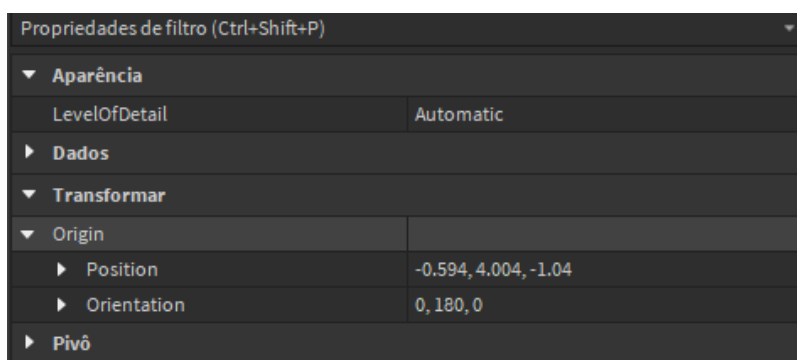 Propriedades de filtro (Ctrl+Shift+P)
Aparência
LevelOfDetail Automatic
Dados
Transformar
Origin
Position -0.594, 4.004, -1.04
Orientation 0, 180, 0
Pivô